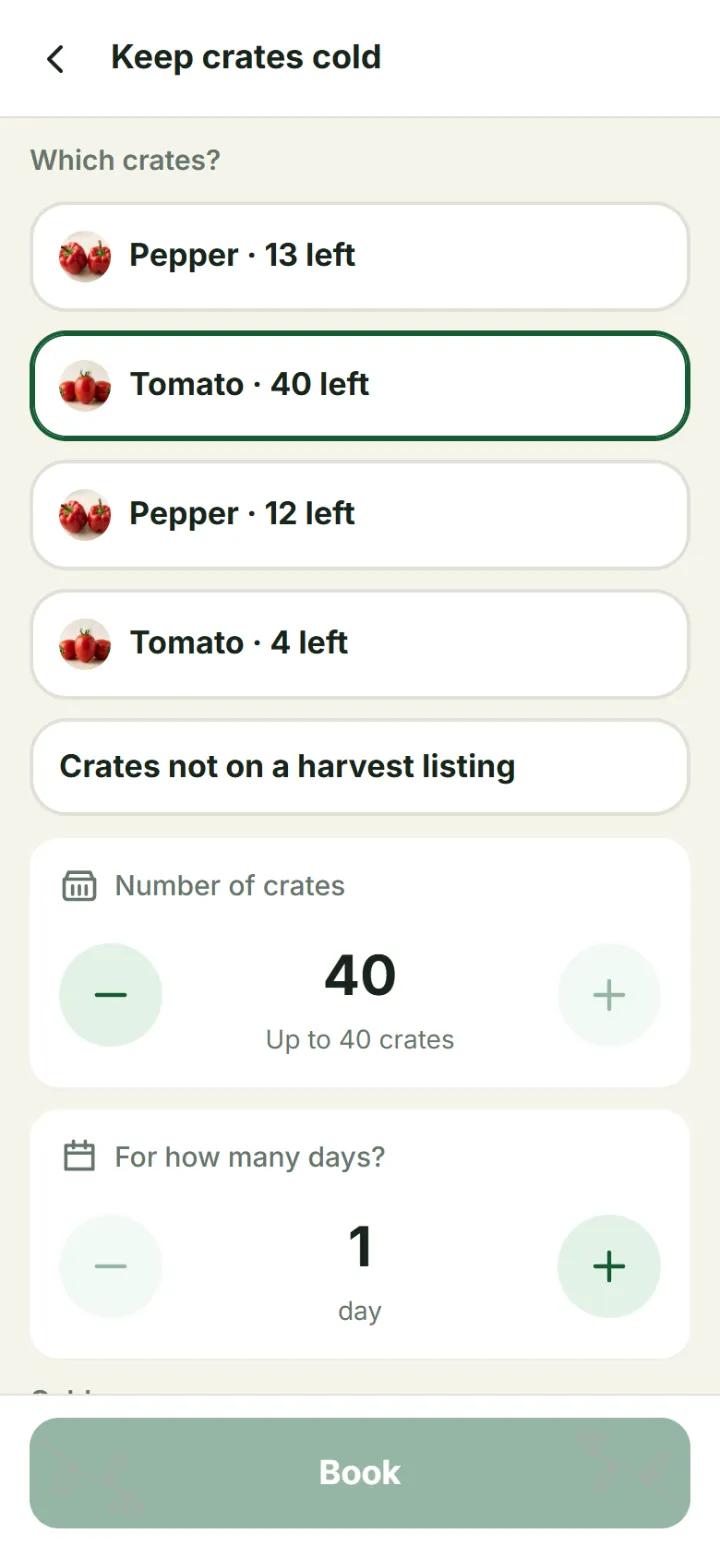 Keep crates cold
Which crates?
Pepper · 13 left
Tomato · 40 left
Pepper · 12 left
Tomato · 4 left
Crates not on a harvest listing
Number of crates
40
Up to 40 crates
For how many days?
1
day
Book